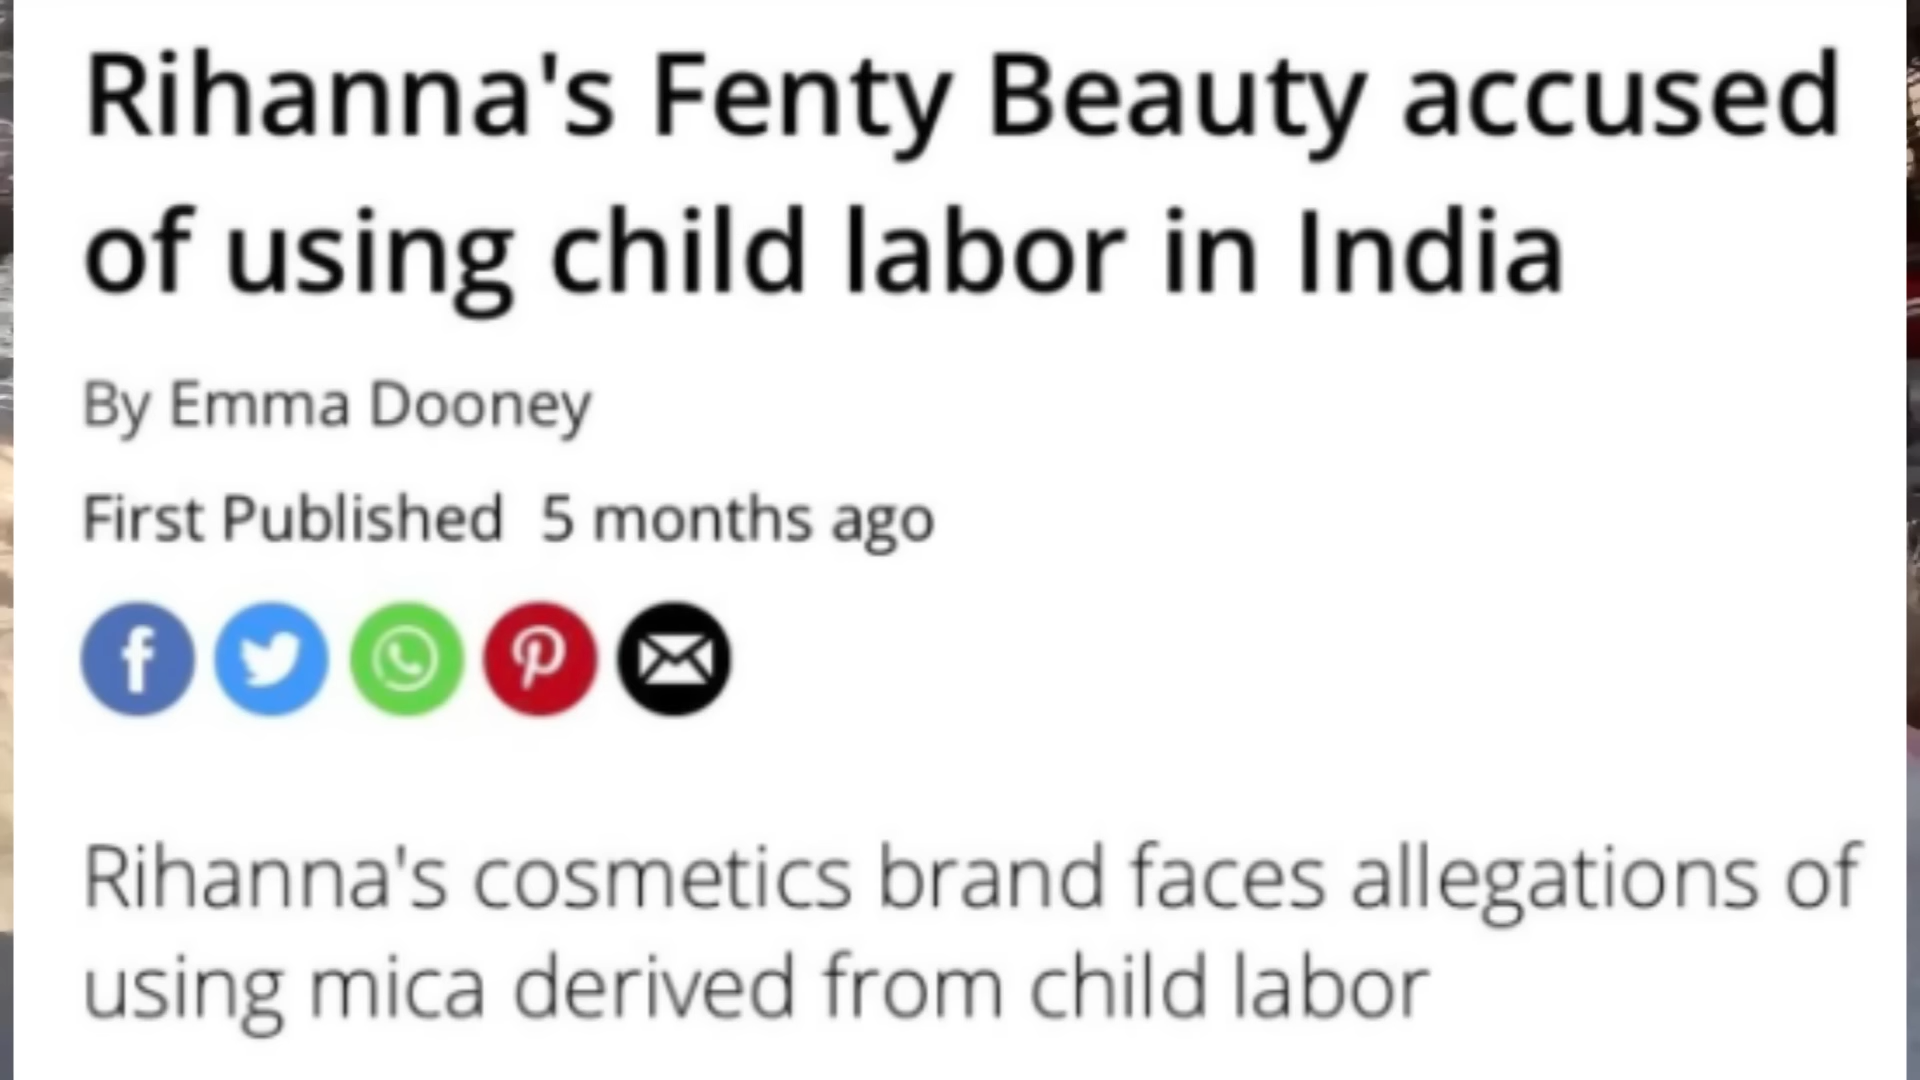 Rihanna's Fenty Beauty accused
of using child labor in India
By Emma Dooney
First Published 5 months ago
Rihanna's cosmetics brand faces allegations of
using mica derived from child labor